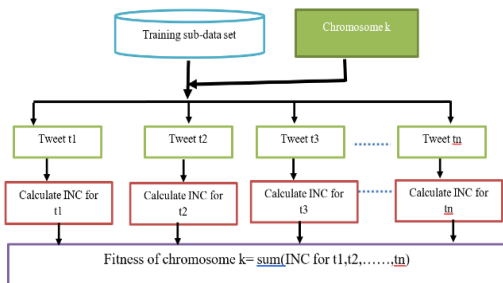 Training sub-data set
Chromosome k
Tweet t1
Tweet t2
Tweet t3
........
Tweet tn
Calculate INC for
t1
Calculate INC for
t2
Calculate INC for
t3
........
Calculate INC for
tn
Fitness of chromosome k= sum(INC for t1,t2,……,tn)